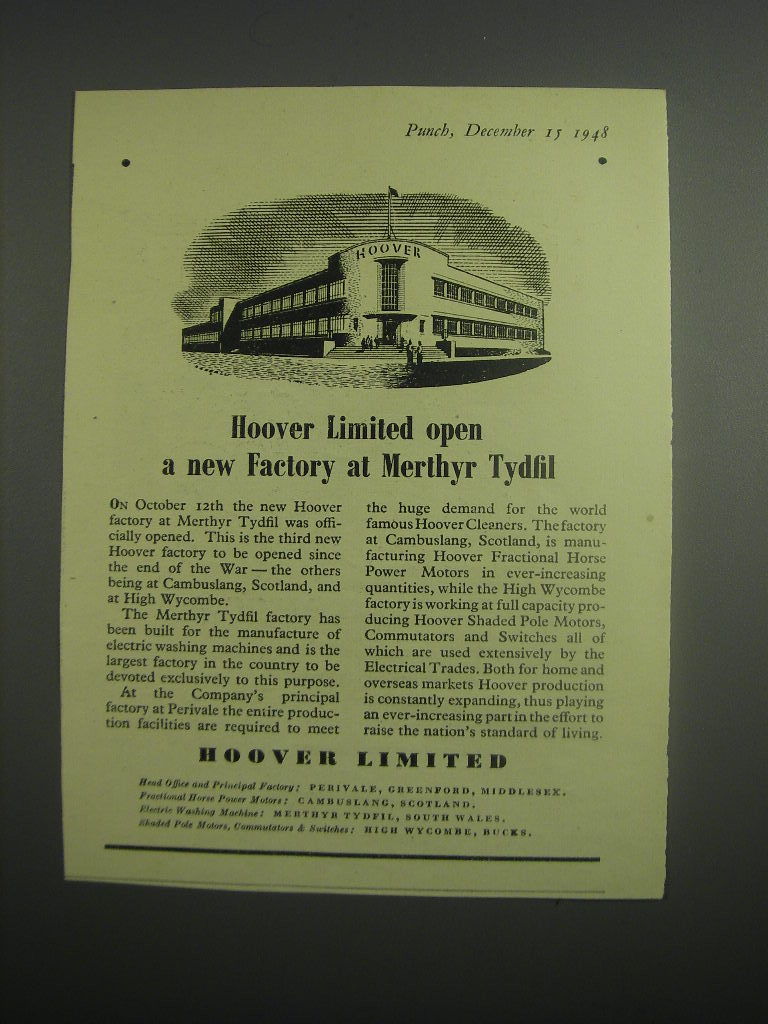 Punch, December 15 1948
HOOVER
Hoover Limited open
a new Factory at Merthyr Tydfil
ON October 12th the new Hoover
factory at Merthyr Tydfil was offi-
cially opened. This is the third new
Hoover factory to be opened since
the end of the War — the others
being at Cambuslang, Scotland, and
at High Wycombe.
The Merthyr Tydfil factory has
been built for the manufacture of
electric washing machines and is the
largest factory in the country to be
devoted exclusively to this purpose.
At the Company's principal
factory at Perivale the entire produc-
tion facilities are required to meet
the huge demand for the world
famous Hoover Cleaners. The factory
at Cambuslang, Scotland, is manu-
facturing Hoover Fractional Horse
Power Motors in ever-increasing
quantities, while the High Wycombe
factory is working at full capacity pro-
ducing Hoover Shaded Pole Motors,
Commutators and Switches all of
which are used extensively by the
Electrical Trades. Both for home and
overseas markets Hoover production
is constantly expanding, thus playing
an ever-increasing part in the effort to
raise the nation's standard of living.
HOOVER LIMITED
Head Office and Principal Factory: PERIVALE, GREENFORD, MIDDLESEX.
Fractional Horse Power Motors: CAMBUSLANG, SCOTLAND.
Electric Washing Machine: MERTHYR TYDFIL, SOUTH WALES.
Shaded Pole Motors, Commutators & Switches: HIGH WYCOMBE, BUCKS.